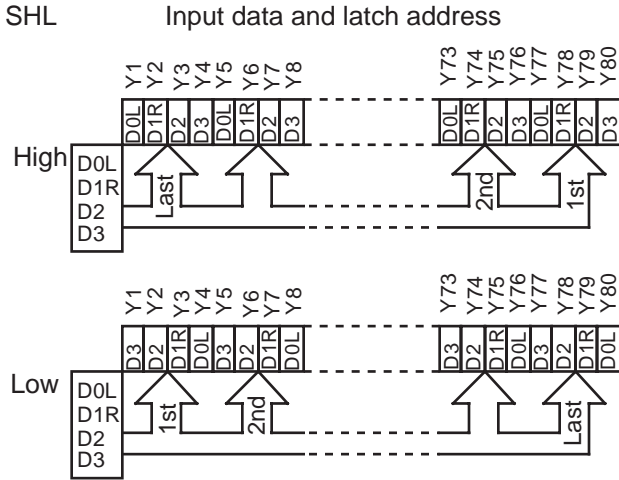 SHL Input data and latch address
Y1 Y2 Y3 Y4 Y5 Y6 Y7 Y8 Y73 Y74 Y75 Y76 Y77 Y78 Y79 Y80
D0L D1R D2 D3 D0L D1R D2 D3 D0L D1R D2 D3 D0L D1R D2 D3
High
D0L
D1R
D2
D3
Last 2nd 1st
Y1 Y2 Y3 Y4 Y5 Y6 Y7 Y8 Y73 Y74 Y75 Y76 Y77 Y78 Y79 Y80
D3 D2 D1R D0L D3 D2 D1R D0L D3 D2 D1R D0L D3 D2 D1R D0L
Low
D0L
D1R
D2
D3
1st 2nd Last